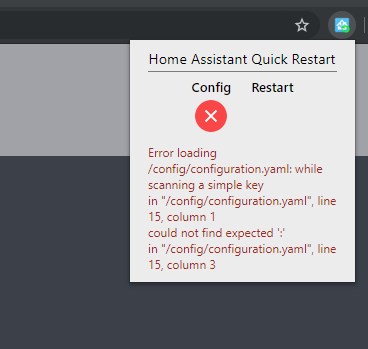 Home Assistant Quick Restart
Config Restart
Error loading
/config/configuration.yaml: while
scanning a simple key
in "/config/configuration.yaml", line
15, column 1
could not find expected ':'
in "/config/configuration.yaml", line
15, column 3